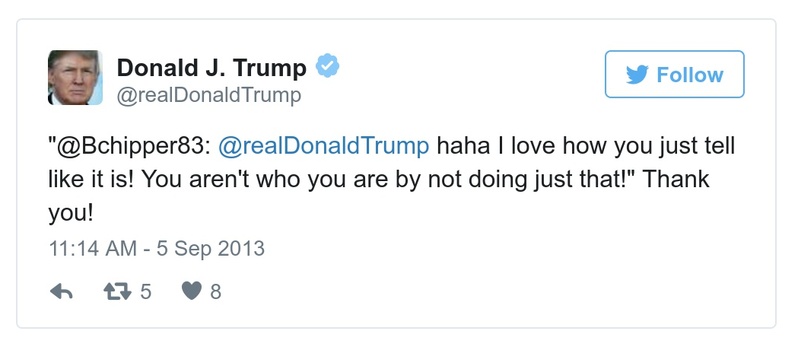 Donald J. Trump
@realDonaldTrump
Follow
"@Bchipper83: @realDonaldTrump haha I love how you just tell
like it is! You aren't who you are by not doing just that!" Thank
you!
11:14 AM - 5 Sep 2013
5
8